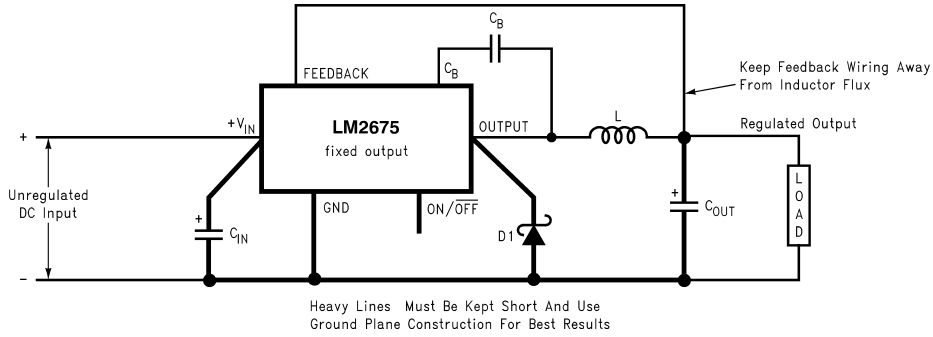 C_B
FEEDBACK
C_B
Keep Feedback Wiring Away
From Inductor Flux
+V_IN
LM2675
fixed output
OUTPUT
L
Regulated Output
+
Unregulated
DC Input
−
+
C_IN
GND
ON/O̅F̅F̅
D1
+
C_OUT
LOAD
Heavy Lines Must Be Kept Short And Use
Ground Plane Construction For Best Results